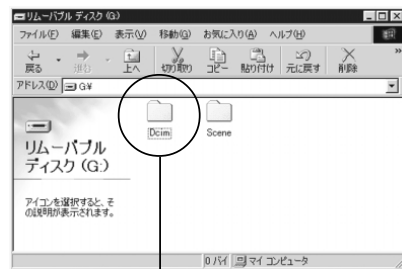 リムーバブル ディスク (G)
ファイル(F) 編集(E) 表示(V) 移動(G) お気に入り(A) ヘルプ(H)
戻る 進む 上へ 切り取り コピー 貼り付け 元に戻す 削除 »
アドレス(D) G:¥
Dcim Scene
リムーバブル
ディスク (G:)
アイコンを選択すると、そ
の説明が表示されます。
0 バイ マイ コンピュータ